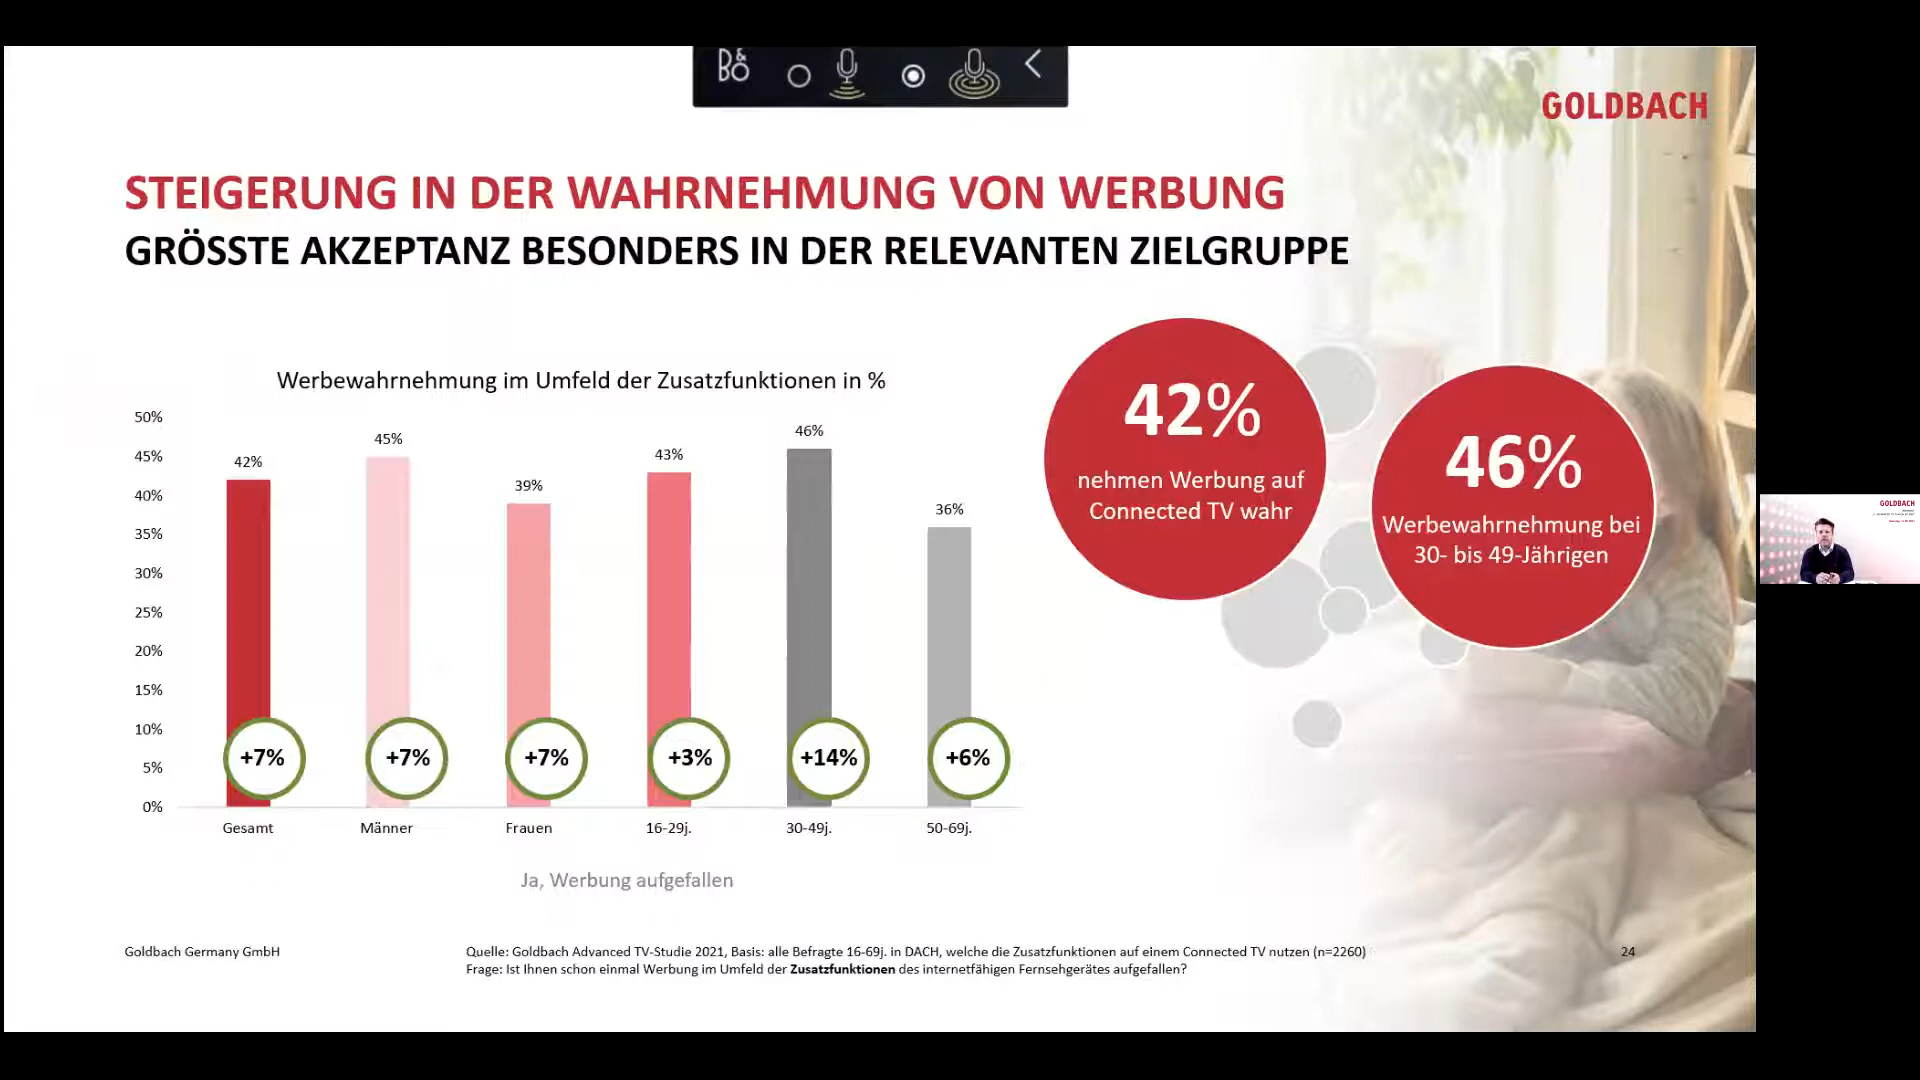 B&O
GOLDBACH
STEIGERUNG IN DER WAHRNEHMUNG VON WERBUNG
GRÖSSTE AKZEPTANZ BESONDERS IN DER RELEVANTEN ZIELGRUPPE
Werbewahrnehmung im Umfeld der Zusatzfunktionen in %
50%
45%
40%
35%
30%
25%
20%
15%
10%
5%
0%
42%
45%
39%
43%
46%
36%
+7%
+7%
+7%
+3%
+14%
+6%
Gesamt
Männer
Frauen
16-29j.
30-49j.
50-69j.
Ja, Werbung aufgefallen
42%
nehmen Werbung auf
Connected TV wahr
46%
Werbewahrnehmung bei
30- bis 49-Jährigen
GOLDBACH
Goldbach Germany GmbH
Quelle: Goldbach Advanced TV-Studie 2021, Basis: alle Befragte 16-69j. in DACH, welche die Zusatzfunktionen auf einem Connected TV nutzen (n=2260)
Frage: Ist Ihnen schon einmal Werbung im Umfeld der Zusatzfunktionen des internetfähigen Fernsehgerätes aufgefallen?
24